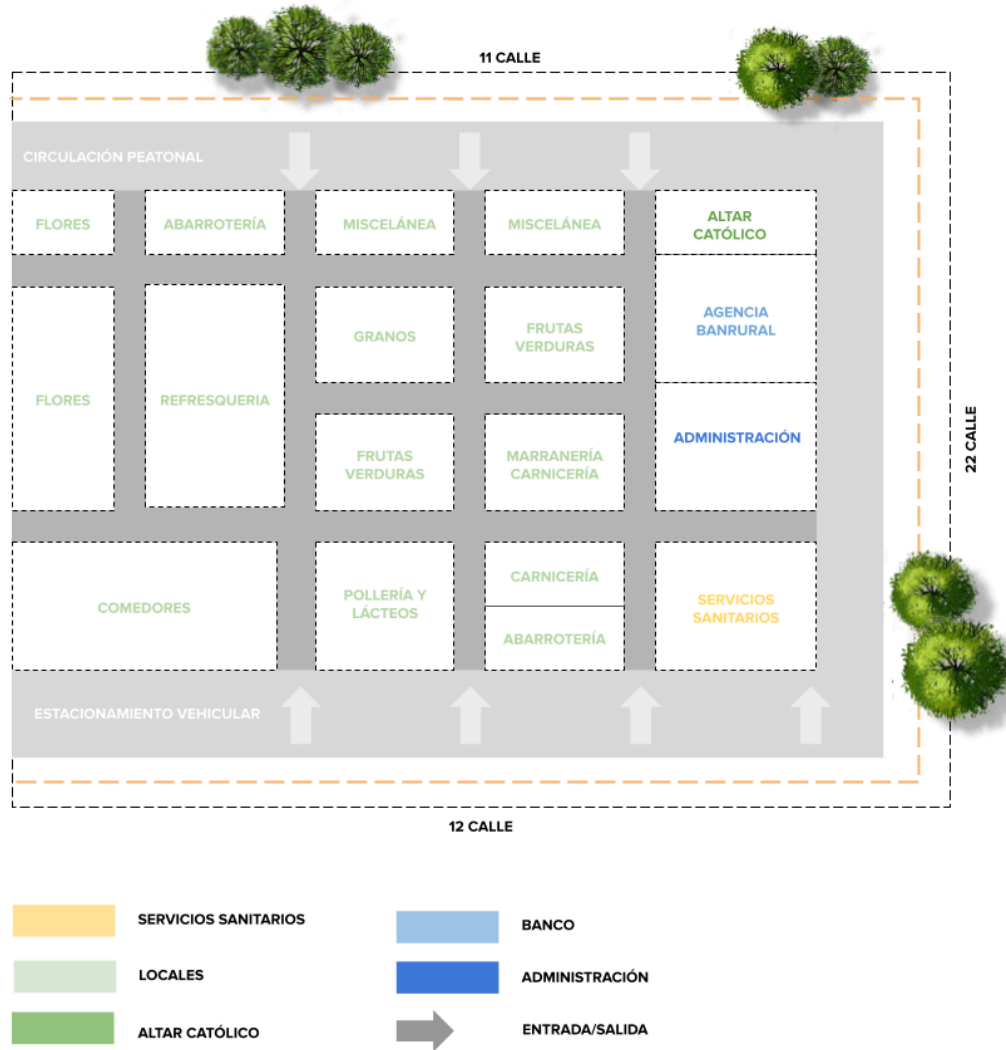 11 CALLE
CIRCULACIÓN PEATONAL
FLORES
ABARROTERÍA
MISCELÁNEA
MISCELÁNEA
ALTAR
CATÓLICO
GRANOS
FRUTAS
VERDURAS
AGENCIA
BANRURAL
FLORES
REFRESQUERIA
22 CALLE
FRUTAS
VERDURAS
MARRANERÍA
CARNICERÍA
ADMINISTRACIÓN
COMEDORES
POLLERÍA Y
LÁCTEOS
CARNICERÍA
ABARROTERÍA
SERVICIOS
SANITARIOS
ESTACIONAMIENTO VEHICULAR
12 CALLE
SERVICIOS SANITARIOS
LOCALES
ALTAR CATÓLICO
BANCO
ADMINISTRACIÓN
ENTRADA/SALIDA